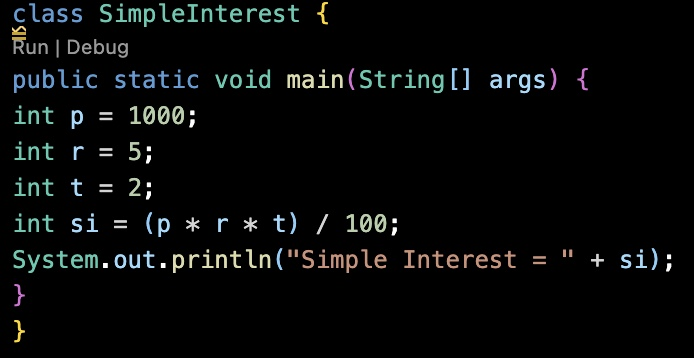 class SimpleInterest {
Run | Debug
public static void main(String[] args) {
int p = 1000;
int r = 5;
int t = 2;
int si = (p * r * t) / 100;
System.out.println("Simple Interest = " + si);
}
}